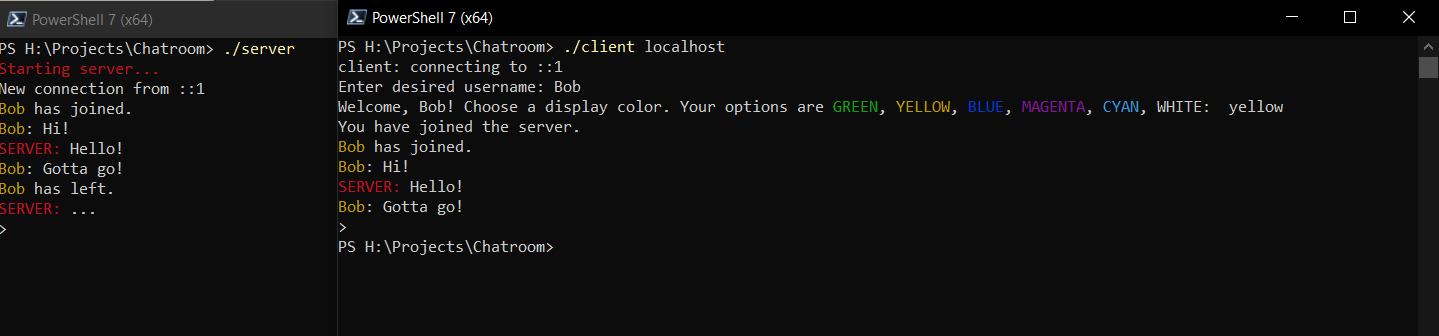 PowerShell 7 (x64)
PS H:\Projects\Chatroom> ./server
Starting server...
New connection from ::1
Bob has joined.
Bob: Hi!
SERVER: Hello!
Bob: Gotta go!
Bob has left.
SERVER: ...
>
PowerShell 7 (x64)
PS H:\Projects\Chatroom> ./client localhost
client: connecting to ::1
Enter desired username: Bob
Welcome, Bob! Choose a display color. Your options are GREEN, YELLOW, BLUE, MAGENTA, CYAN, WHITE:  yellow
You have joined the server.
Bob has joined.
Bob: Hi!
SERVER: Hello!
Bob: Gotta go!
>
PS H:\Projects\Chatroom>